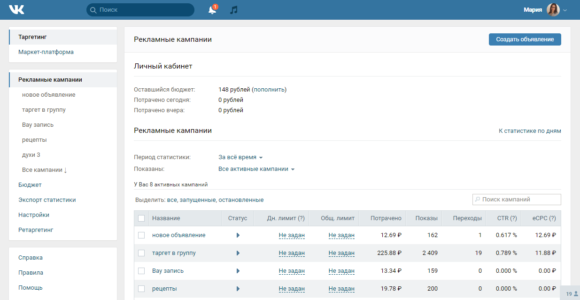 Поиск
1
Мария
Таргетинг
Маркет-платформа
Рекламные кампании
новое объявление
таргет в группу
Вау запись
рецепты
духи 3
Все кампании ↓
Бюджет
Экспорт статистики
Настройки
Ретаргетинг
Справка
Правила
Помощь
Рекламные кампании
Создать объявление
Личный кабинет
Оставшийся бюджет: 148 рублей (пополнить)
Потрачено сегодня: 0 рублей
Потрачено вчера: 0 рублей
Рекламные кампании К статистике по дням
Период статистики: За всё время
Показаны: Все активные кампании
У Вас 8 активных кампаний
Выделить: все, запущенные, остановленные
Поиск кампаний
Название Статус Дн. лимит (?) Общ. лимит (?) Потрачено Показы Переходы CTR (?) eCPC (?)
новое объявление Не задан Не задан 12.69 ₽ 162 1 0.617 % 12.69 ₽
таргет в группу Не задан Не задан 225.88 ₽ 2 409 19 0.789 % 11.88 ₽
Вау запись Не задан Не задан 13.34 ₽ 159 0 0.000 % 0.00 ₽
рецепты Не задан Не задан 19.78 ₽ 200 0 0.000 % 0.00 ₽
19